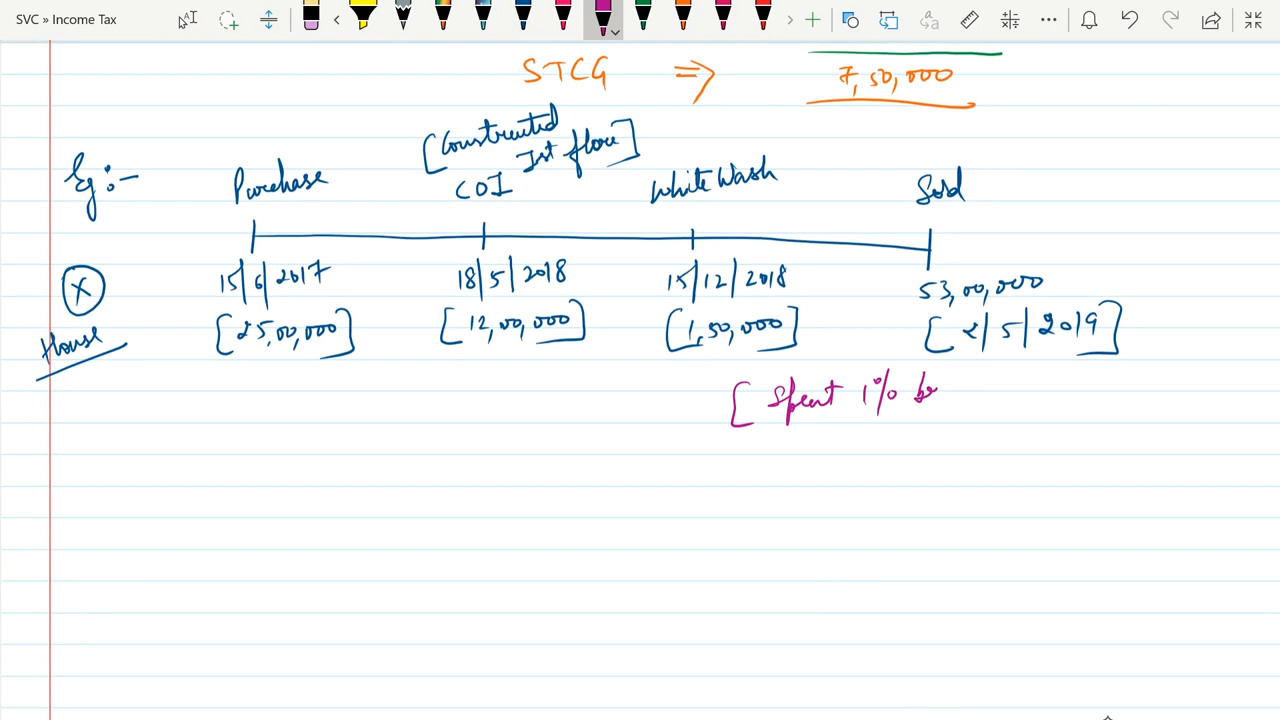 SVC » Income Tax
STCG ⇒ 7,50,000
[Constructed
Ist floor]
Eg:- Purchase COI White Wash Sold
15/6/2017 18/5/2018 15/12/2018 53,00,000
X
House [25,00,000] [12,00,000] [1,50,000] [2/5/2019]
[Spent 1% b